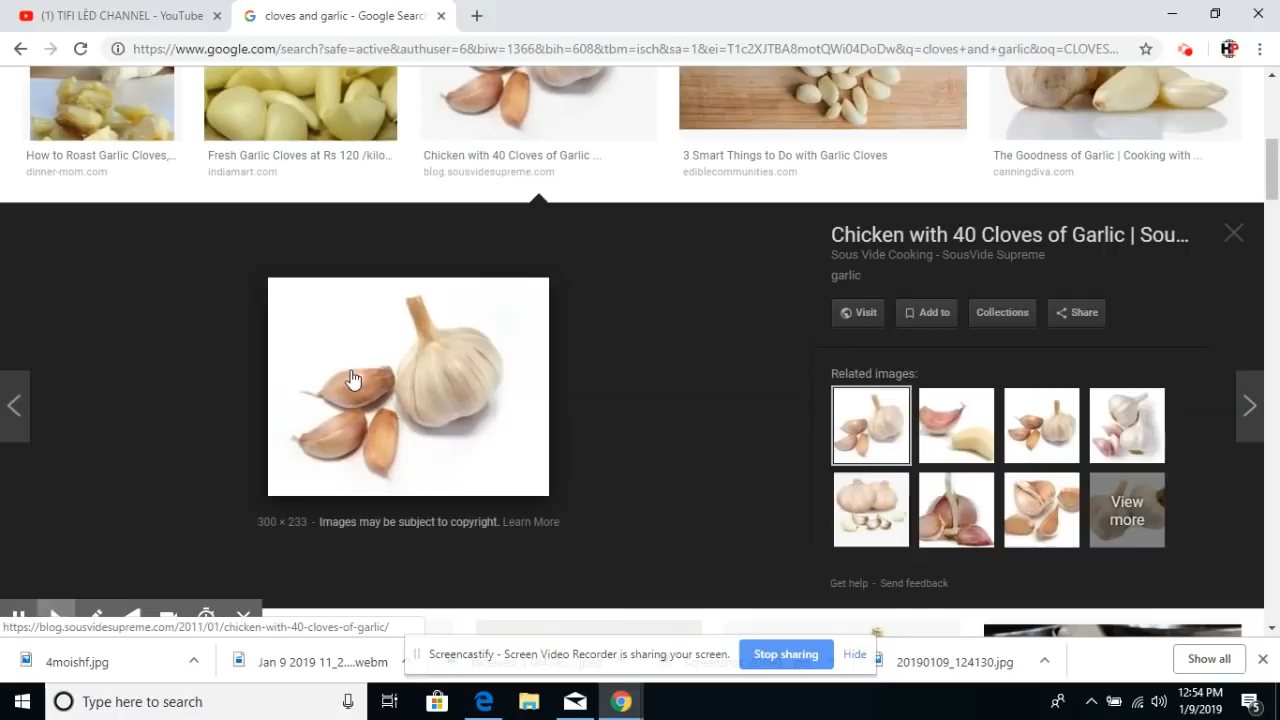 (1) TIFI LÈD CHANNEL - YouTube
cloves and garlic - Google Search
https://www.google.com/search?safe=active&authuser=6&biw=1366&bih=608&tbm=isch&sa=1&ei=T1c2XJTBA8motQWi04DoDw&q=cloves+and+garlic&oq=CLOVES...
How to Roast Garlic Cloves,...
dinner-mom.com
Fresh Garlic Cloves at Rs 120 /kilo...
indiamart.com
Chicken with 40 Cloves of Garlic ...
blog.sousvidesupreme.com
3 Smart Things to Do with Garlic Cloves
ediblecommunities.com
The Goodness of Garlic | Cooking with ...
canningdiva.com
Chicken with 40 Cloves of Garlic | Sou...
Sous Vide Cooking - SousVide Supreme
garlic
Visit
Add to
Collections
Share
Related images:
View
more
300 × 233 - Images may be subject to copyright. Learn More
Get help - Send feedback
https://blog.sousvidesupreme.com/2011/01/chicken-with-40-cloves-of-garlic/
4moishf.jpg
Jan 9 2019 11_2....webm
Screencastify - Screen Video Recorder is sharing your screen.
Stop sharing
Hide
20190109_124130.jpg
Show all
Type here to search
12:54 PM
1/9/2019
5